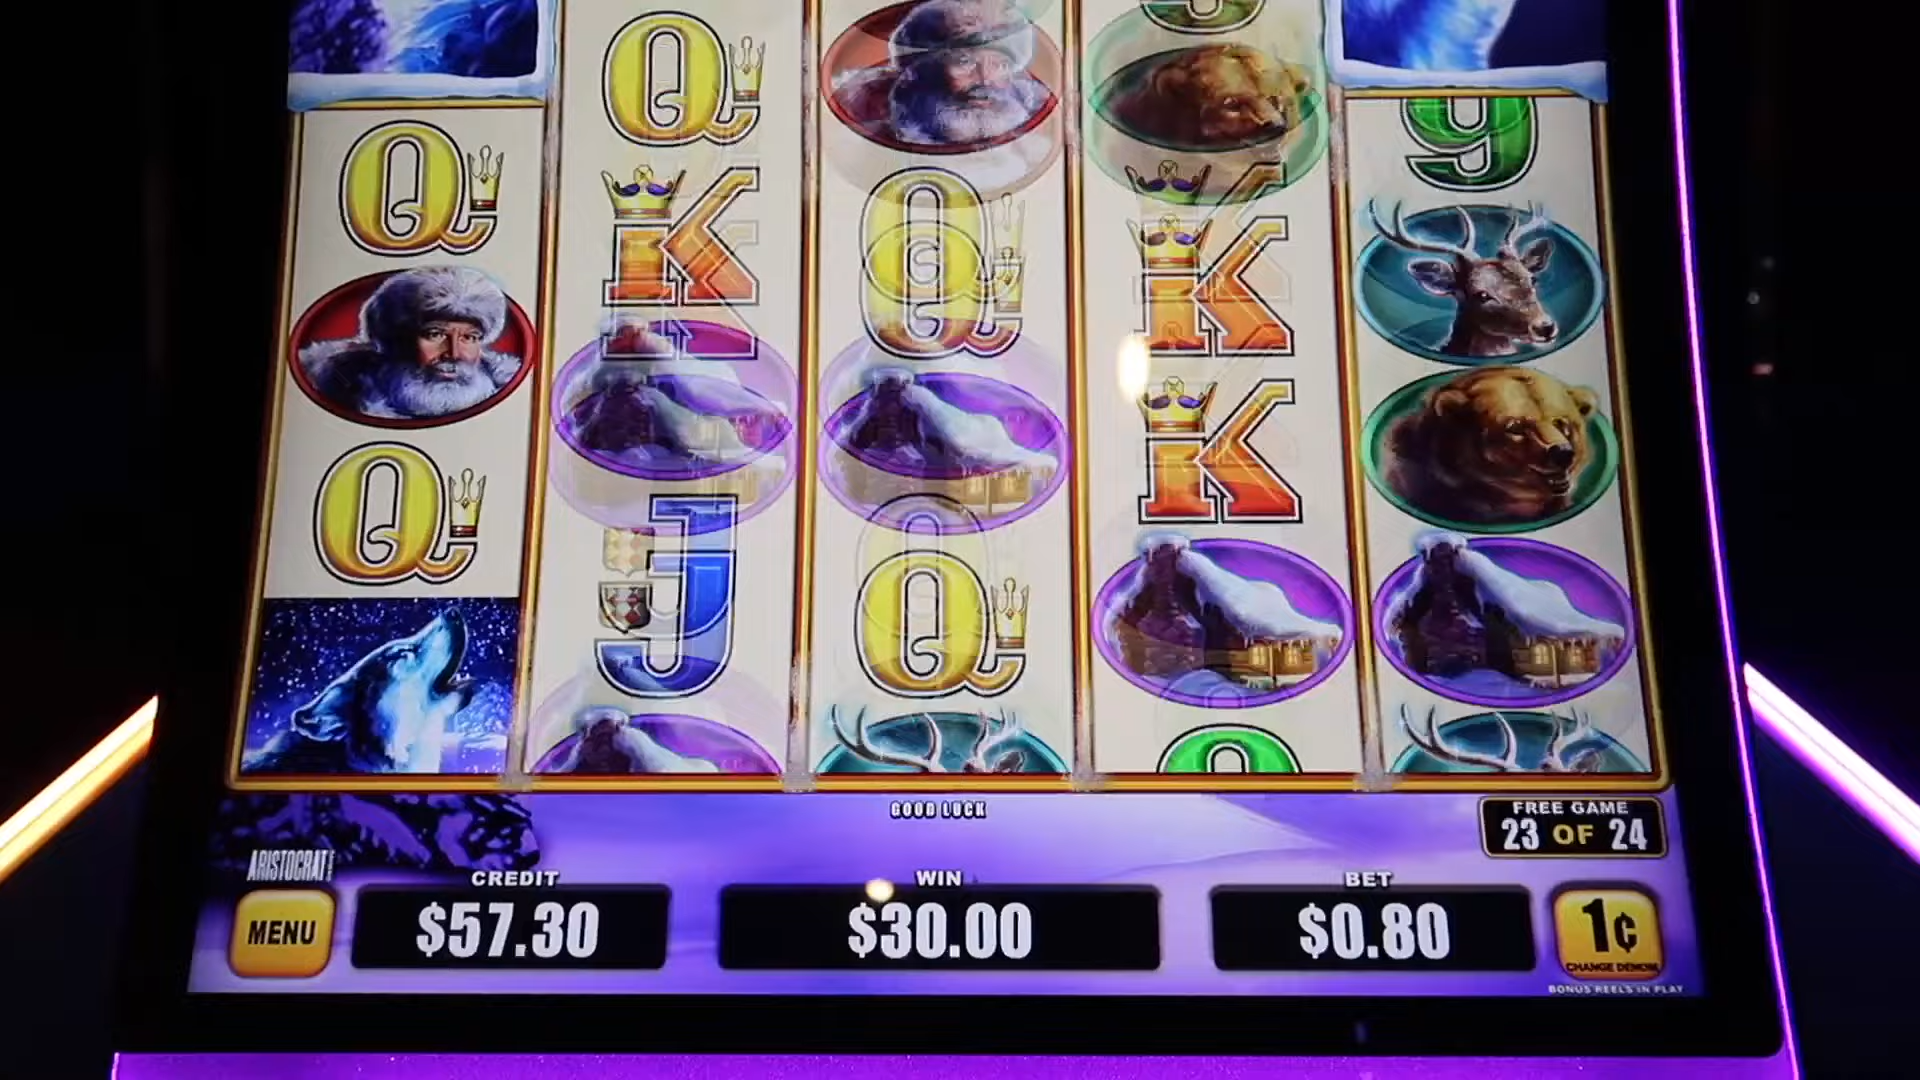 Q
9
Q
K
Q
K
Q
K
Q
J
Q
GOOD LUCK
FREE GAME
23 OF 24
ARISTOCRAT
CREDIT
WIN
BET
MENU
$57.30
$30.00
$0.80
1¢
CHANGE DENOM
BONUS REELS IN PLAY